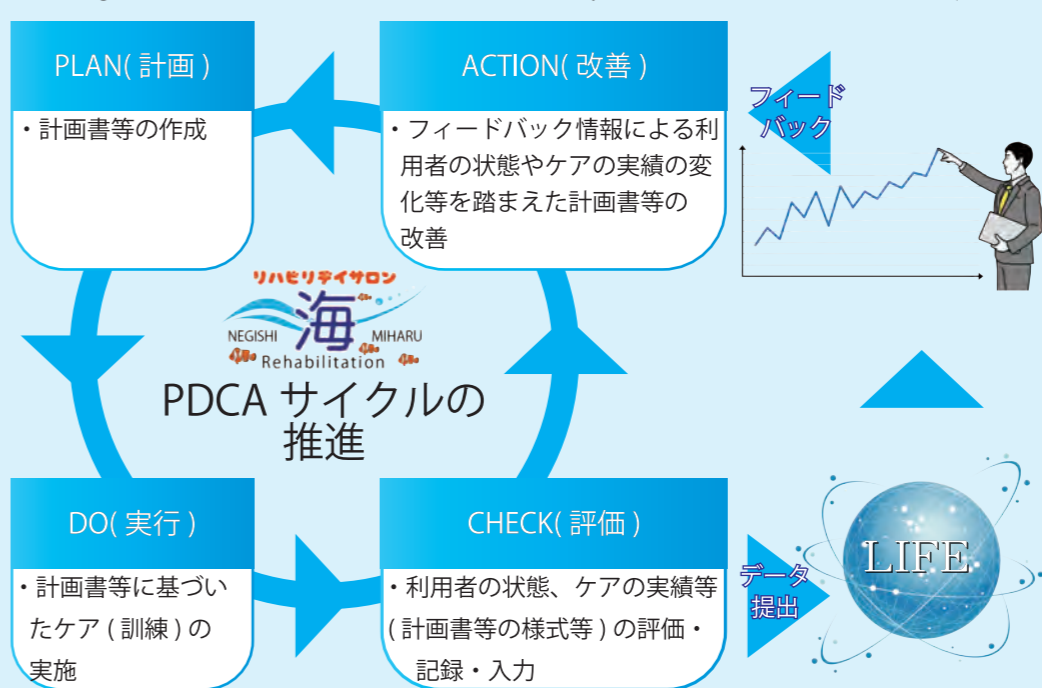 PLAN( 計画 )
・計画書等の作成
ACTION( 改善 )
・フィードバック情報による利
用者の状態やケアの実績の変
化等を踏まえた計画書等の
改善
フィード
バック
リハビリデイサロン
NEGISHI 海 MIHARU
Rehabilitation
PDCA サイクルの
推進
DO( 実行 )
・計画書等に基づい
たケア ( 訓練 ) の
実施
CHECK( 評価 )
・利用者の状態、ケアの実績等
( 計画書等の様式等 ) の評価・
記録・入力
データ
提出
LIFE